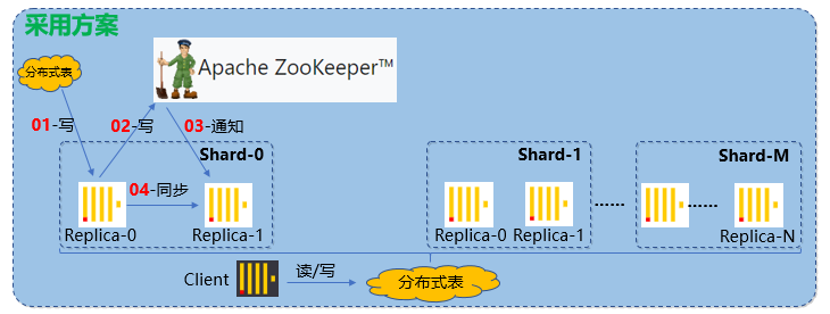 采用方案
分布式表
Apache ZooKeeper™
01-写
02-写
03-通知
Shard-0
Shard-1
Shard-M
04-同步
......
......
Replica-0
Replica-1
Replica-0
Replica-1
Replica-N
Client
读/写
分布式表